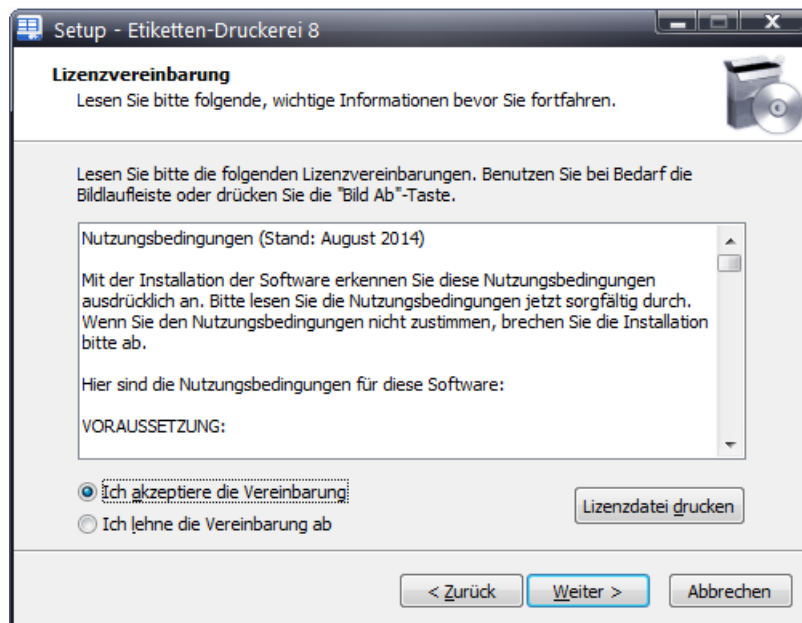 Setup - Etiketten-Druckerei 8
Lizenzvereinbarung
Lesen Sie bitte folgende, wichtige Informationen bevor Sie fortfahren.
Lesen Sie bitte die folgenden Lizenzvereinbarungen. Benutzen Sie bei Bedarf die
Bildlaufleiste oder drücken Sie die "Bild Ab"-Taste.
Nutzungsbedingungen (Stand: August 2014)
Mit der Installation der Software erkennen Sie diese Nutzungsbedingungen
ausdrücklich an. Bitte lesen Sie die Nutzungsbedingungen jetzt sorgfältig durch.
Wenn Sie den Nutzungsbedingungen nicht zustimmen, brechen Sie die Installation
bitte ab.
Hier sind die Nutzungsbedingungen für diese Software:
VORAUSSETZUNG:
Ich akzeptiere die Vereinbarung
Ich lehne die Vereinbarung ab
Lizenzdatei drucken
< Zurück
Weiter >
Abbrechen